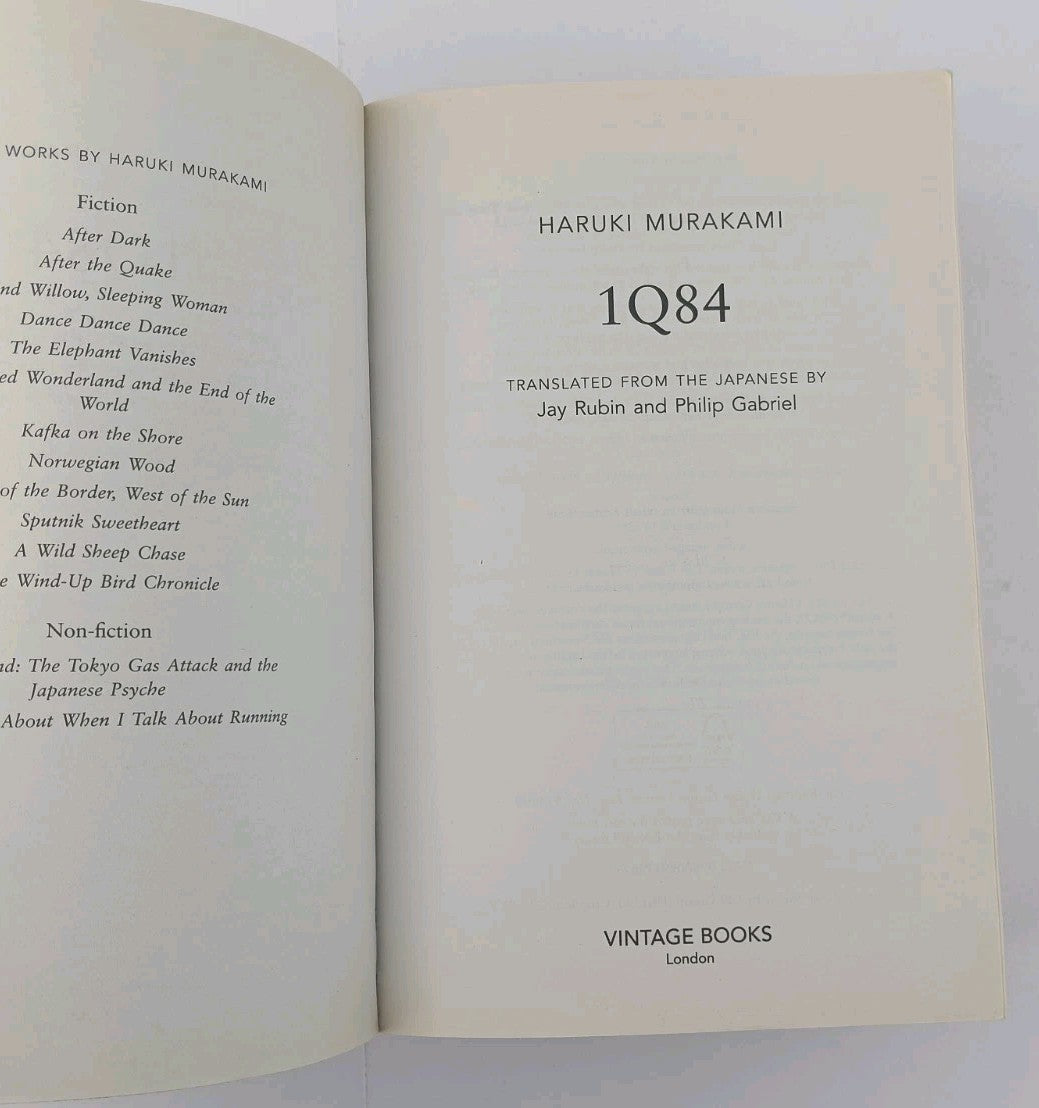 WORKS BY HARUKI MURAKAMI
Fiction
After Dark
After the Quake
nd Willow, Sleeping Woman
Dance Dance Dance
The Elephant Vanishes
ed Wonderland and the End of the
World
Kafka on the Shore
Norwegian Wood
of the Border, West of the Sun
Sputnik Sweetheart
A Wild Sheep Chase
e Wind-Up Bird Chronicle
Non-fiction
nd: The Tokyo Gas Attack and the
Japanese Psyche
About When I Talk About Running
HARUKI MURAKAMI
1Q84
TRANSLATED FROM THE JAPANESE BY
Jay Rubin and Philip Gabriel
VINTAGE BOOKS
London